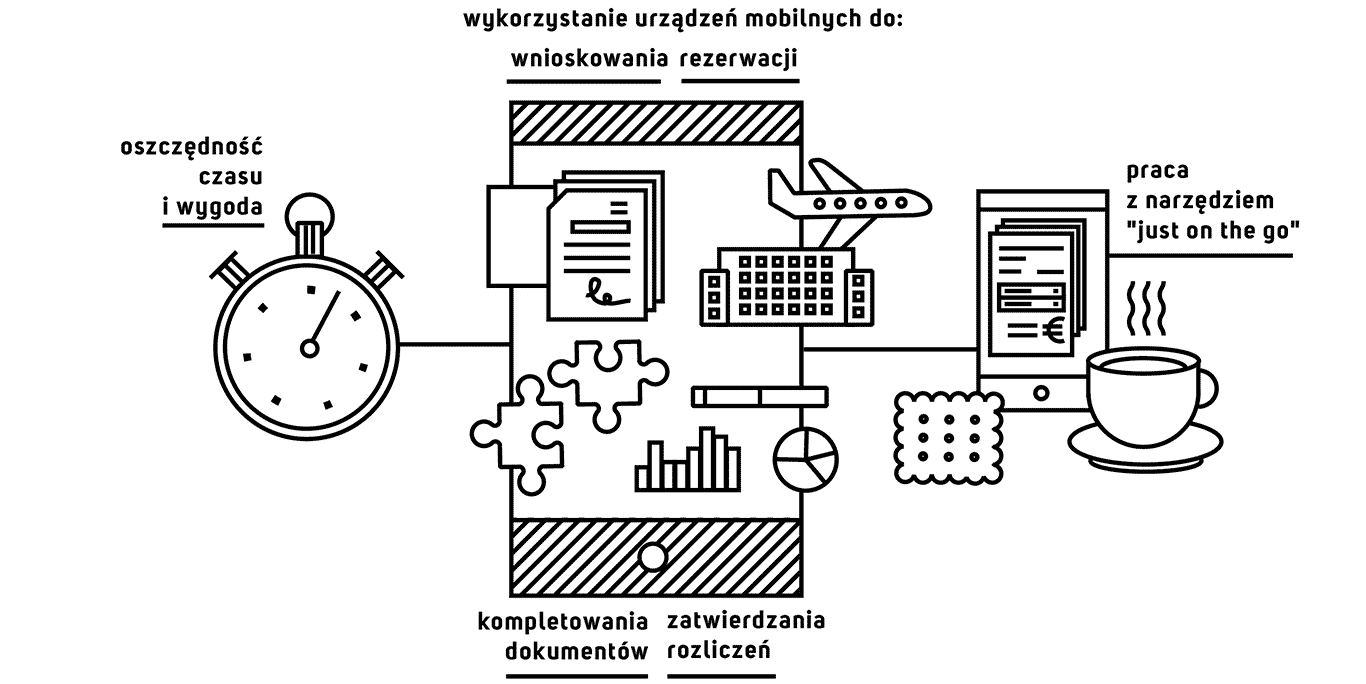 wykorzystanie urządzeń mobilnych do:
wnioskowania rezerwacji
oszczędność
czasu
i wygoda
praca
z narzędziem
"just on the go"
€
kompletowania
dokumentów
zatwierdzania
rozliczeń